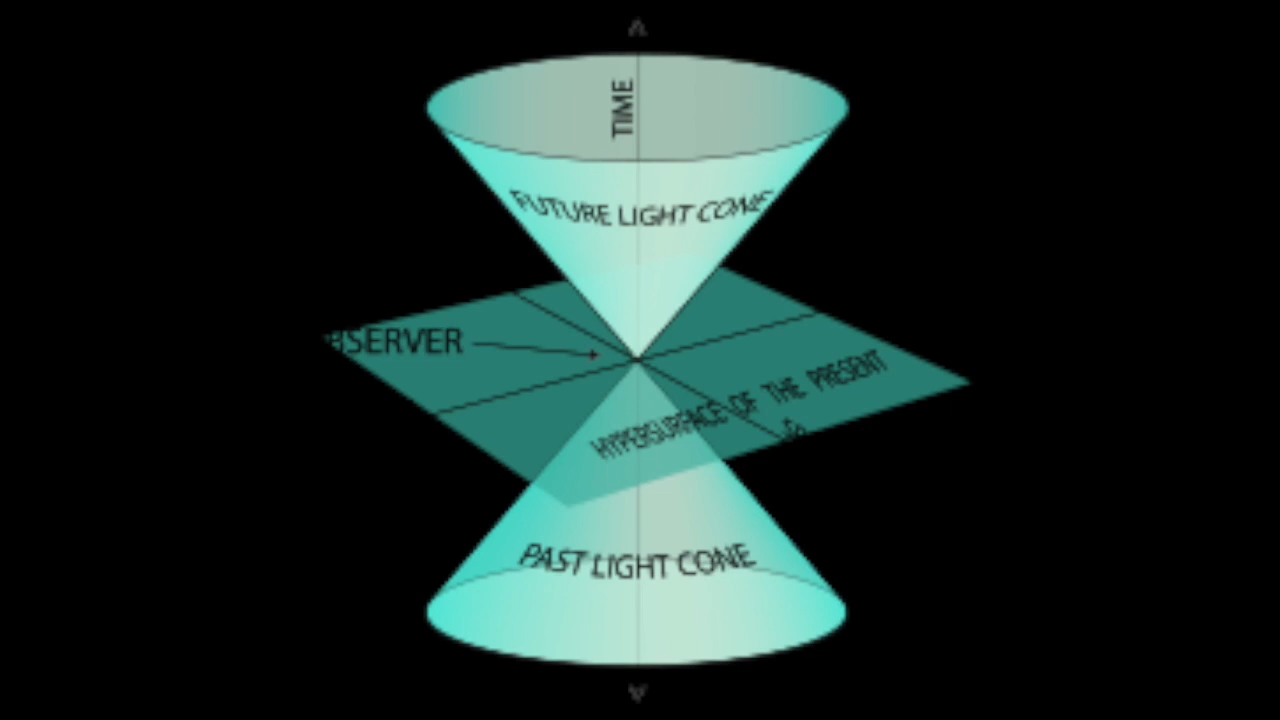 TIME
FUTURE LIGHT CONE
BSERVER
HYPERSURFACE OF THE PRESENT
PAST LIGHT CONE